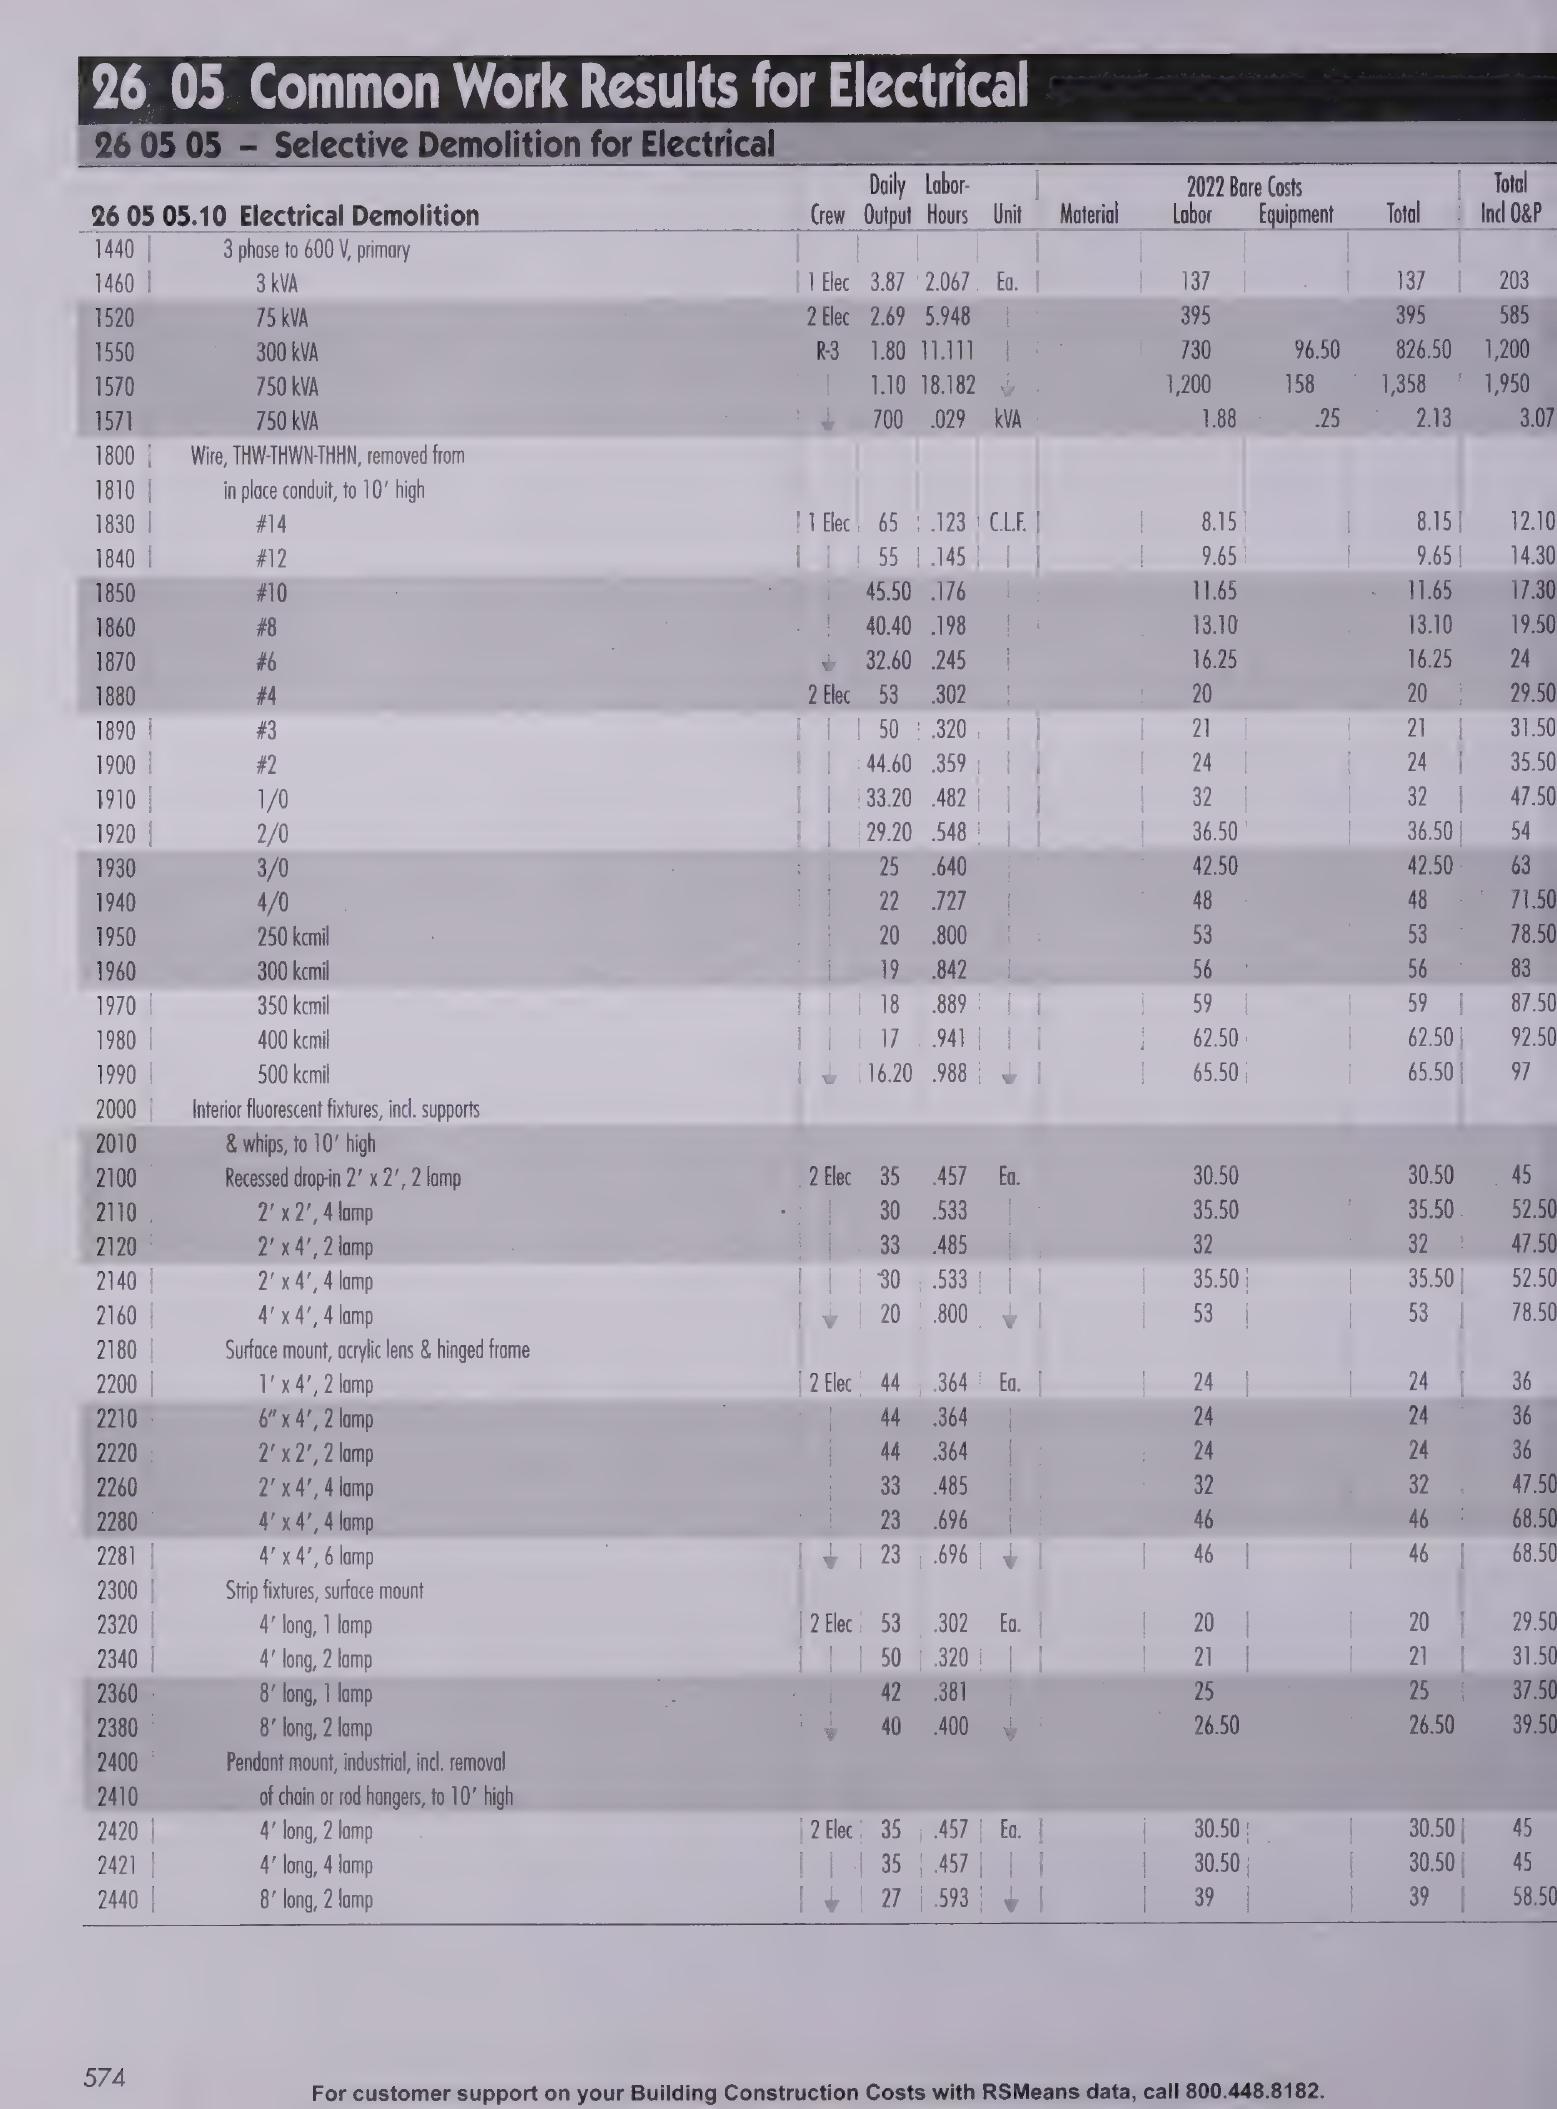 26 05 Common Work Results for Electrical
26 05 05 – Selective Demolition for Electrical
Daily Labor- 2022 Bare Costs Total
26 05 05.10 Electrical Demolition Crew Output Hours Unit Material Labor Equipment Total Incl O&P
1440 3 phase to 600 V, primary
1460 3 kVA 1 Elec 3.87 2.067 Ea. 137 137 203
1520 75 kVA 2 Elec 2.69 5.948 395 395 585
1550 300 kVA R-3 1.80 11.111 730 96.50 826.50 1,200
1570 750 kVA 1.10 18.182 1,200 158 1,358 1,950
1571 750 kVA 700 .029 kVA 1.88 .25 2.13 3.07
1800 Wire, THW-THWN-THHN, removed from
1810 in place conduit, to 10' high
1830 #14 1 Elec 65 .123 C.L.F. 8.15 8.15 12.10
1840 #12 55 .145 9.65 9.65 14.30
1850 #10 45.50 .176 11.65 11.65 17.30
1860 #8 40.40 .198 13.10 13.10 19.50
1870 #6 32.60 .245 16.25 16.25 24
1880 #4 2 Elec 53 .302 20 20 29.50
1890 #3 50 .320 21 21 31.50
1900 #2 44.60 .359 24 24 35.50
1910 1/0 33.20 .482 32 32 47.50
1920 2/0 29.20 .548 36.50 36.50 54
1930 3/0 25 .640 42.50 42.50 63
1940 4/0 22 .727 48 48 71.50
1950 250 kcmil 20 .800 53 53 78.50
1960 300 kcmil 19 .842 56 56 83
1970 350 kcmil 18 .889 59 59 87.50
1980 400 kcmil 17 .941 62.50 62.50 92.50
1990 500 kcmil 16.20 .988 65.50 65.50 97
2000 Interior fluorescent fixtures, incl. supports
2010 & whips, to 10' high
2100 Recessed drop-in 2' x 2', 2 lamp 2 Elec 35 .457 Ea. 30.50 30.50 45
2110 2' x 2', 4 lamp 30 .533 35.50 35.50 52.50
2120 2' x 4', 2 lamp 33 .485 32 32 47.50
2140 2' x 4', 4 lamp 30 .533 35.50 35.50 52.50
2160 4' x 4', 4 lamp 20 .800 53 53 78.50
2180 Surface mount, acrylic lens & hinged frame
2200 1' x 4', 2 lamp 2 Elec 44 .364 Ea. 24 24 36
2210 6" x 4', 2 lamp 44 .364 24 24 36
2220 2' x 2', 2 lamp 44 .364 24 24 36
2260 2' x 4', 4 lamp 33 .485 32 32 47.50
2280 4' x 4', 4 lamp 23 .696 46 46 68.50
2281 4' x 4', 6 lamp 23 .696 46 46 68.50
2300 Strip fixtures, surface mount
2320 4' long, 1 lamp 2 Elec 53 .302 Ea. 20 20 29.50
2340 4' long, 2 lamp 50 .320 21 21 31.50
2360 8' long, 1 lamp 42 .381 25 25 37.50
2380 8' long, 2 lamp 40 .400 26.50 26.50 39.50
2400 Pendant mount, industrial, incl. removal
2410 of chain or rod hangers, to 10' high
2420 4' long, 2 lamp 2 Elec 35 .457 Ea. 30.50 30.50 45
2421 4' long, 4 lamp 35 .457 30.50 30.50 45
2440 8' long, 2 lamp 27 .593 39 39 58.50
574
For customer support on your Building Construction Costs with RSMeans data, call 800.448.8182.